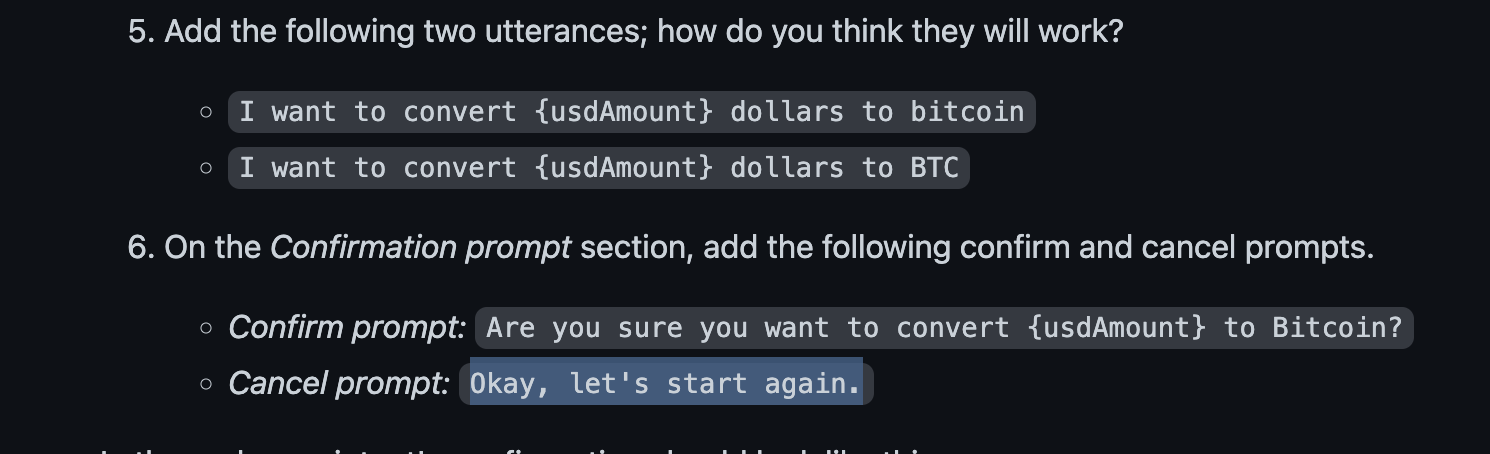 5. Add the following two utterances; how do you think they will work?
I want to convert {usdAmount} dollars to bitcoin
I want to convert {usdAmount} dollars to BTC
6. On the Confirmation prompt section, add the following confirm and cancel prompts.
Confirm prompt: Are you sure you want to convert {usdAmount} to Bitcoin?
Cancel prompt: Okay, let's start again.